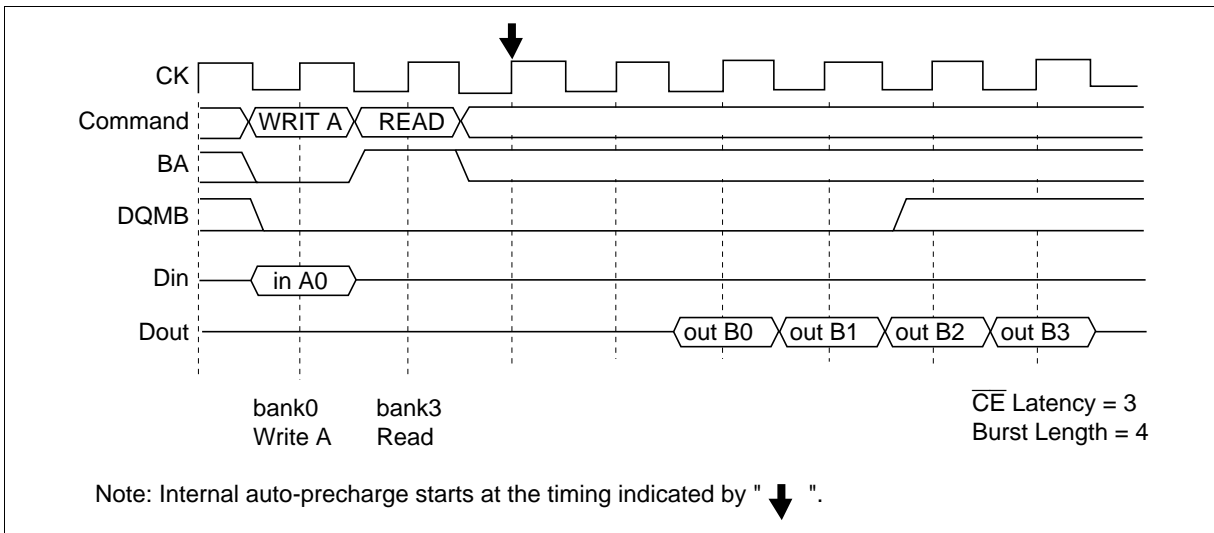 CK
Command WRIT A READ
BA
DQMB
Din in A0
Dout out B0 out B1 out B2 out B3
bank0 bank3 CE Latency = 3
Write A Read Burst Length = 4
Note: Internal auto-precharge starts at the timing indicated by " ".